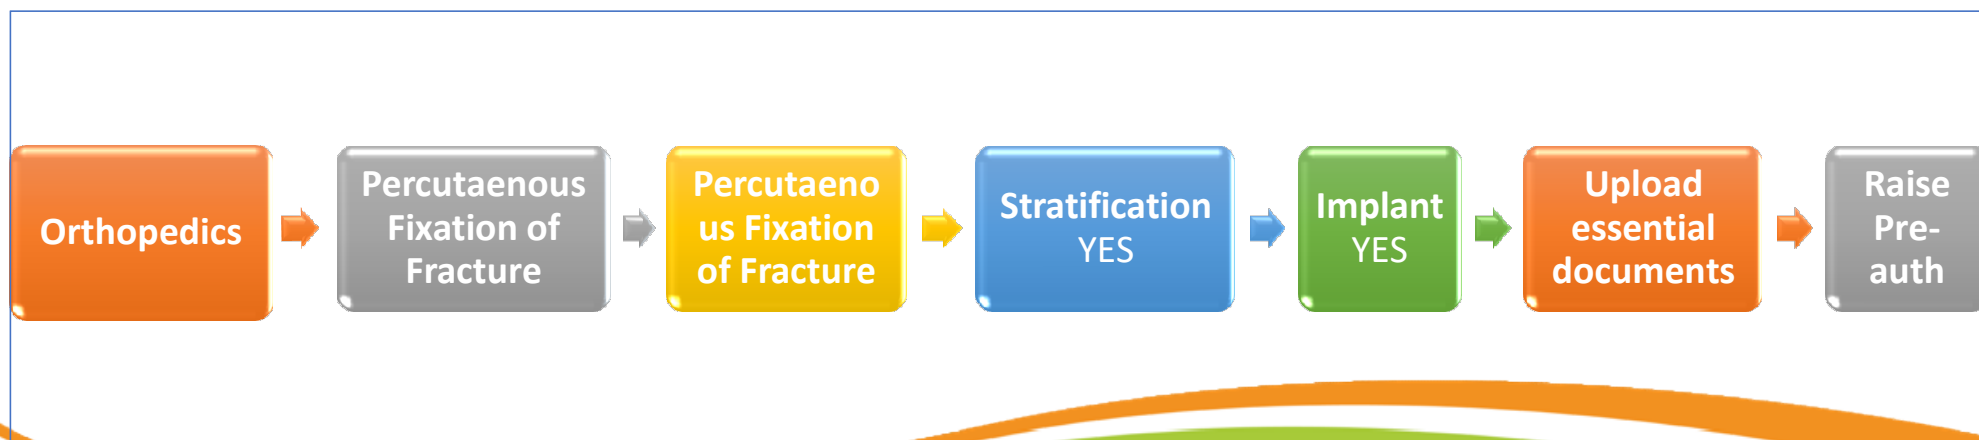 Orthopedics
Percutaenous
Fixation of
Fracture
Percutaeno
us Fixation
of Fracture
Stratification
YES
Implant
YES
Upload
essential
documents
Raise
Pre-
auth